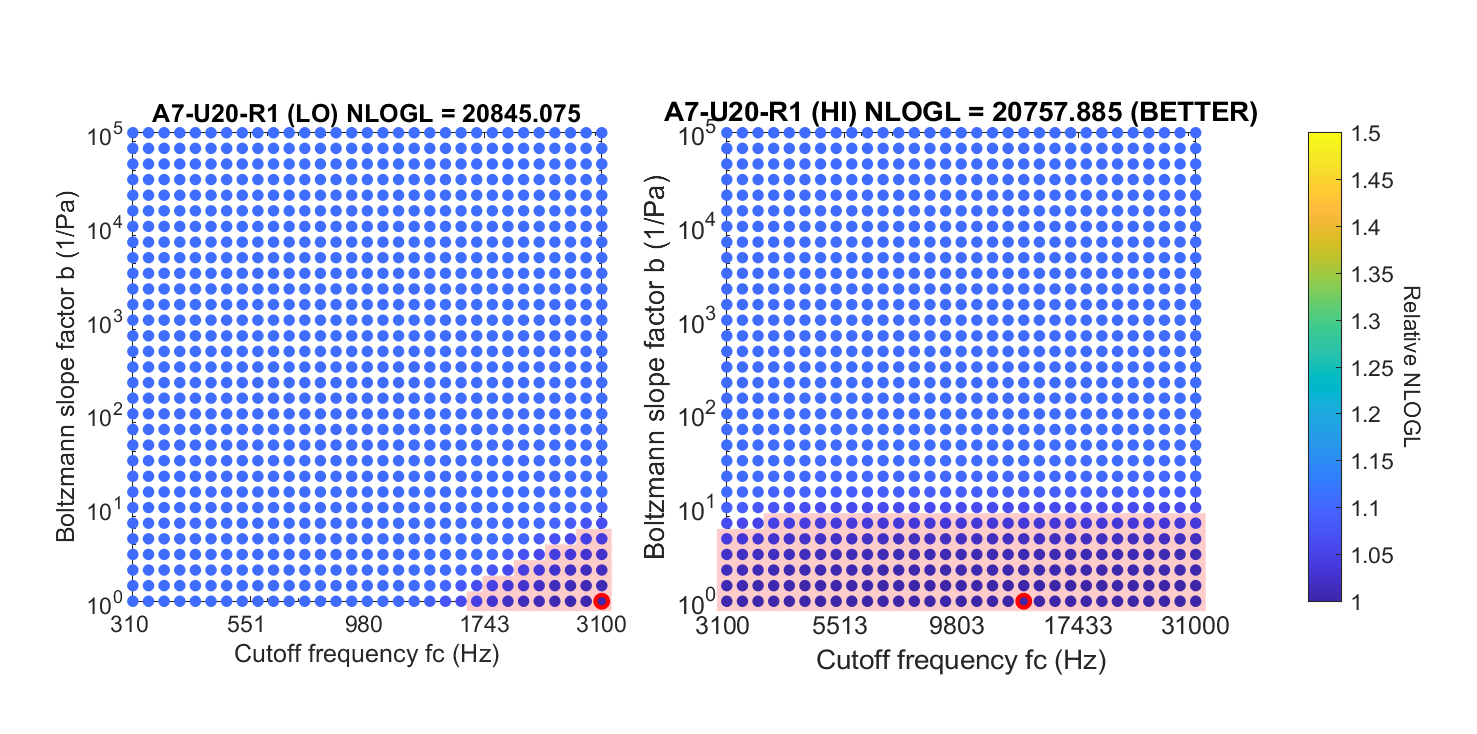 A7-U20-R1 (LO) NLOGL = 20845.075
10^5
10^4
10^3
10^2
10^1
10^0
Boltzmann slope factor b (1/Pa)
310 551 980 1743 3100
Cutoff frequency fc (Hz)
A7-U20-R1 (HI) NLOGL = 20757.885 (BETTER)
10^5
10^4
10^3
10^2
10^1
10^0
Boltzmann slope factor b (1/Pa)
3100 5513 9803 17433 31000
Cutoff frequency fc (Hz)
1.5
1.45
1.4
1.35
1.3
1.25
1.2
1.15
1.1
1.05
1
Relative NLOGL